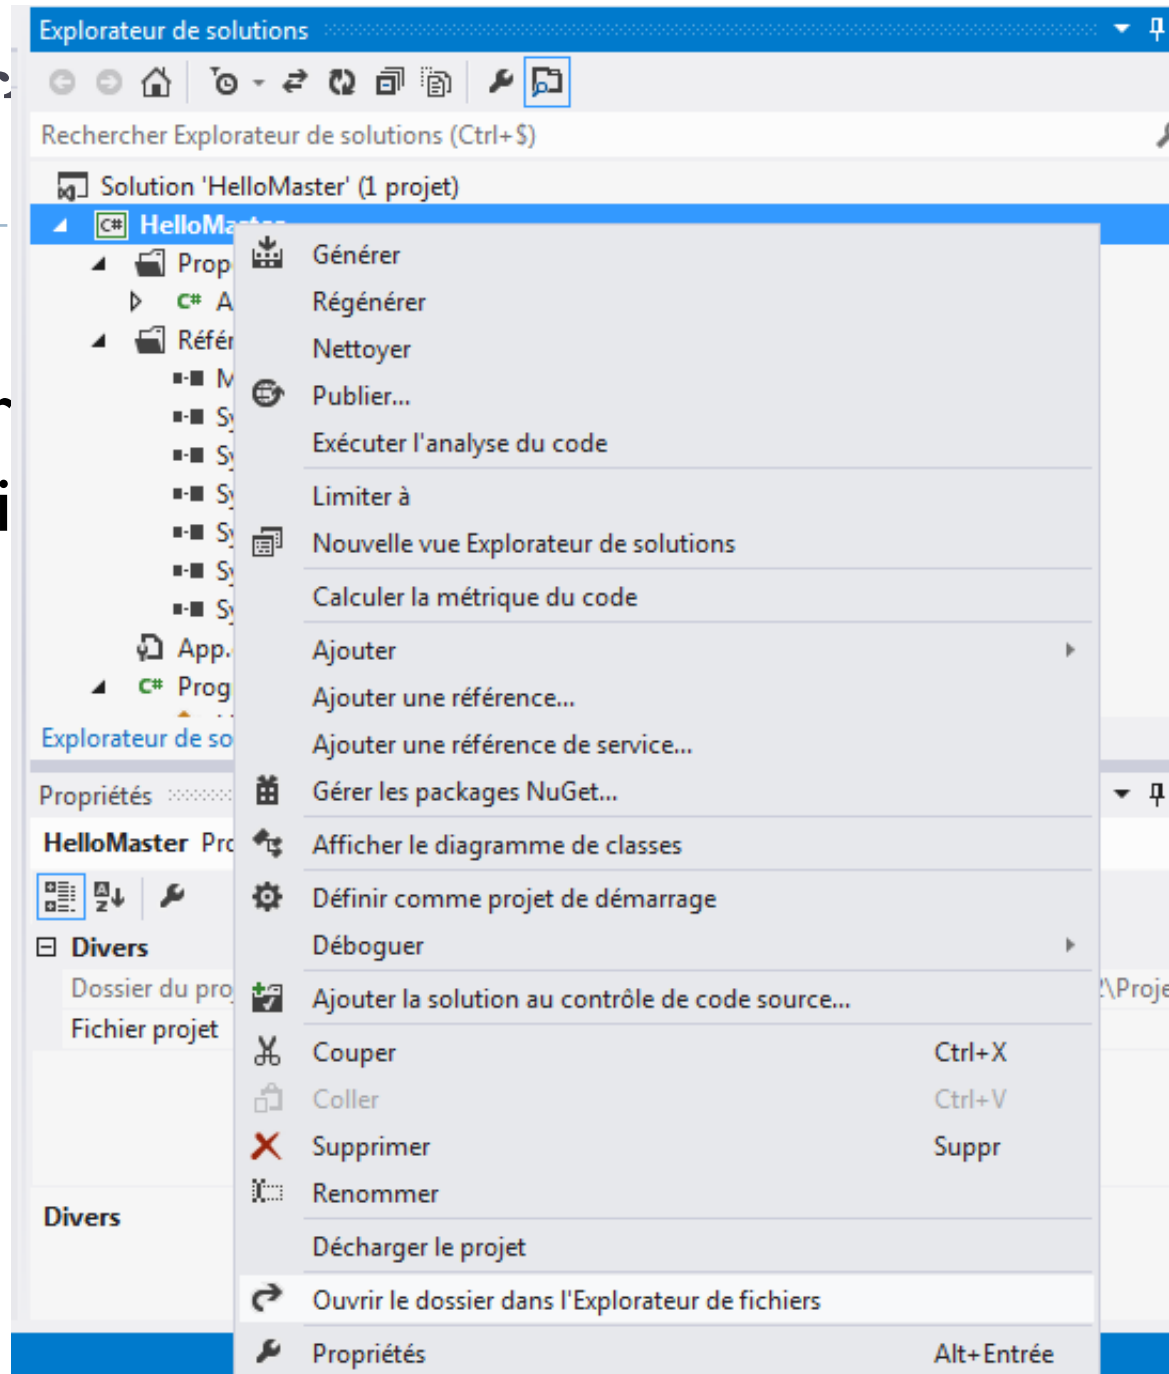 Explorateur de solutions
Rechercher Explorateur de solutions (Ctrl+$)
Solution 'HelloMaster' (1 projet)
C# HelloMaster
C#
C#
Explorateur de so
Propriétés
HelloMaster
Divers
Dossier du
Fichier projet
Divers
Générer
Régénérer
Nettoyer
Publier...
Exécuter l'analyse du code
Limiter à
Nouvelle vue Explorateur de solutions
Calculer la métrique du code
Ajouter
Ajouter une référence...
Ajouter une référence de service...
Gérer les packages NuGet...
Afficher le diagramme de classes
Définir comme projet de démarrage
Déboguer
Ajouter la solution au contrôle de code source...
Couper Ctrl+X
Coller Ctrl+V
Supprimer Suppr
Renommer
Décharger le projet
Ouvrir le dossier dans l'Explorateur de fichiers
Propriétés Alt+Entrée